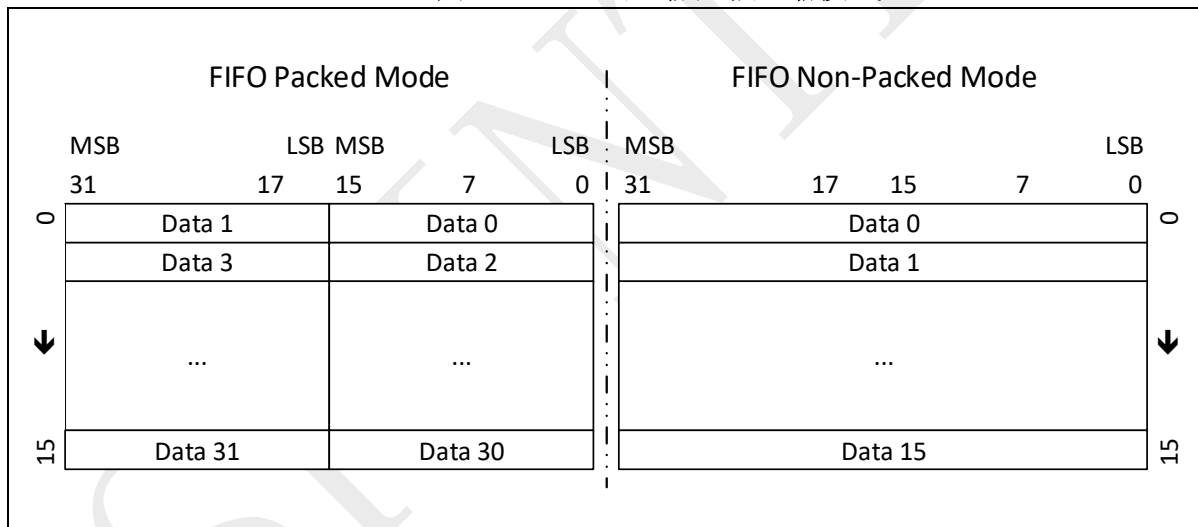 FIFO Packed Mode FIFO Non-Packed Mode
MSB LSB MSB LSB MSB LSB
31 17 15 7 0 31 17 15 7 0
0 Data 1 Data 0 Data 0 0
Data 3 Data 2 Data 1
... ... ...
15 Data 31 Data 30 Data 15 15